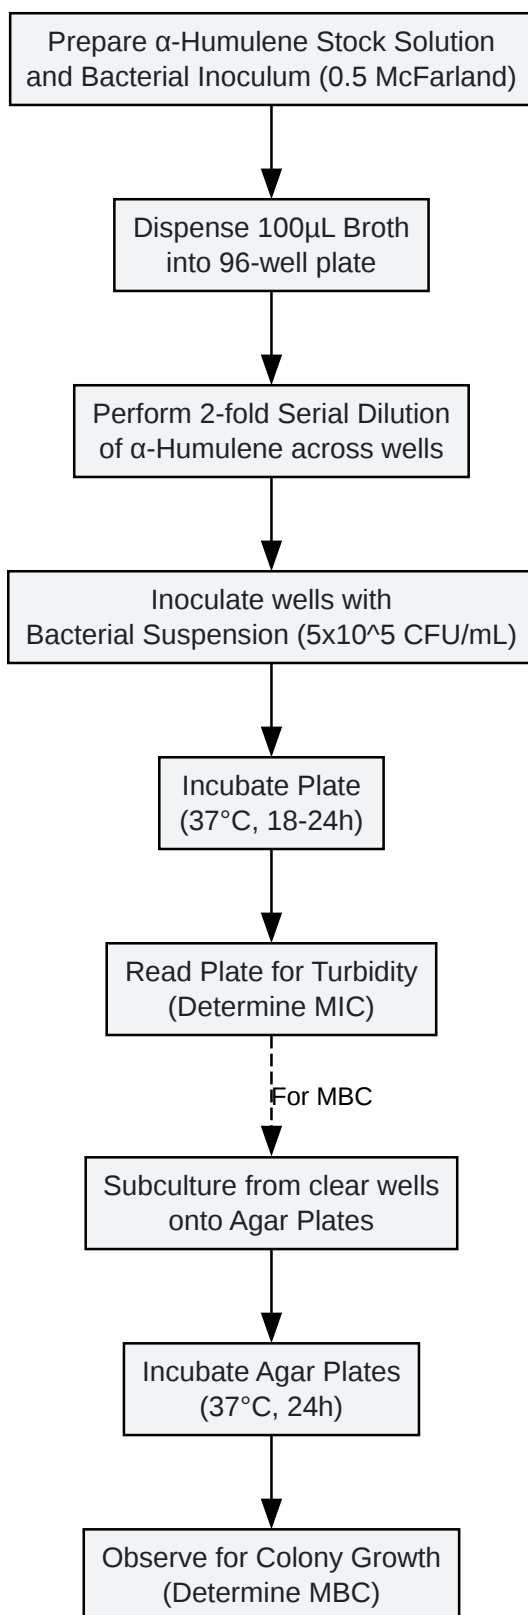 Prepare α-Humulene Stock Solution
and Bacterial Inoculum (0.5 McFarland)
Dispense 100µL Broth
into 96-well plate
Perform 2-fold Serial Dilution
of α-Humulene across wells
Inoculate wells with
Bacterial Suspension (5x10^5 CFU/mL)
Incubate Plate
(37°C, 18-24h)
Read Plate for Turbidity
(Determine MIC)
For MBC
Subculture from clear wells
onto Agar Plates
Incubate Agar Plates
(37°C, 24h)
Observe for Colony Growth
(Determine MBC)